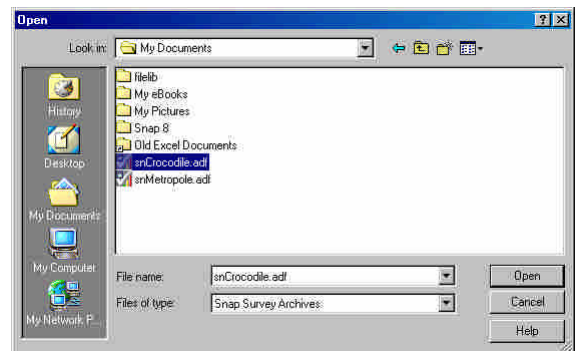 Open
Look in: My Documents
History
Desktop
My Documents
My Computer
My Network P...
filelib
My eBooks
My Pictures
Snap 8
Old Excel Documents
snCrocodile.adf
snMetropole.adf
File name: snCrocodile.adf Open
Files of type: Snap Survey Archives Cancel
Help